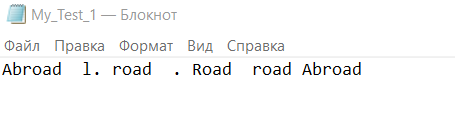 My_Test_1 — Блокнот
Файл Правка Формат Вид Справка
Abroad  l. road  . Road  road Abroad